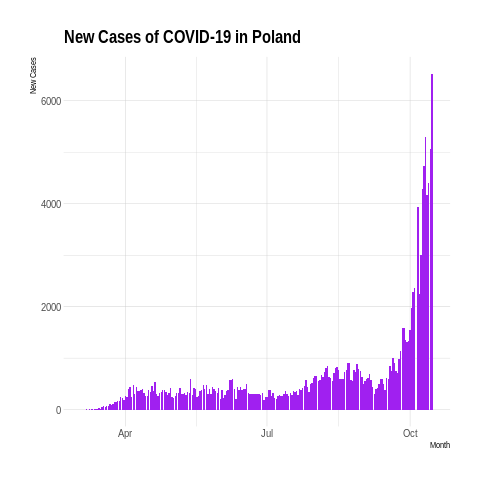 New Cases of COVID-19 in Poland
New Cases
6000
4000
2000
0
Apr Jul Oct
Month